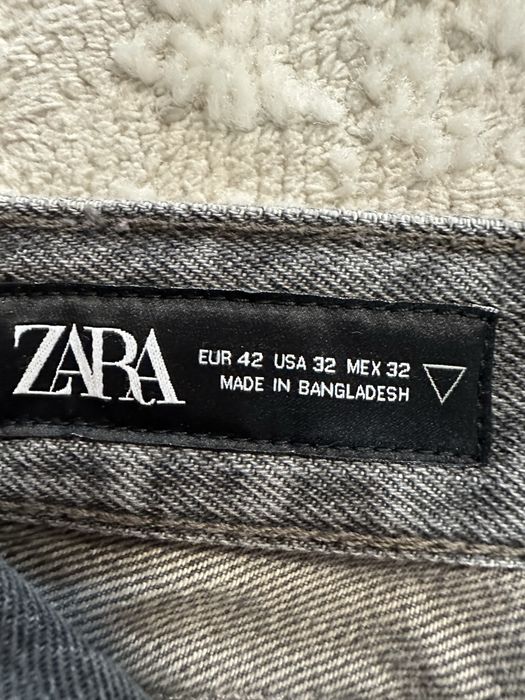 ZARA
EUR 42 USA 32 MEX 32
MADE IN BANGLADESH